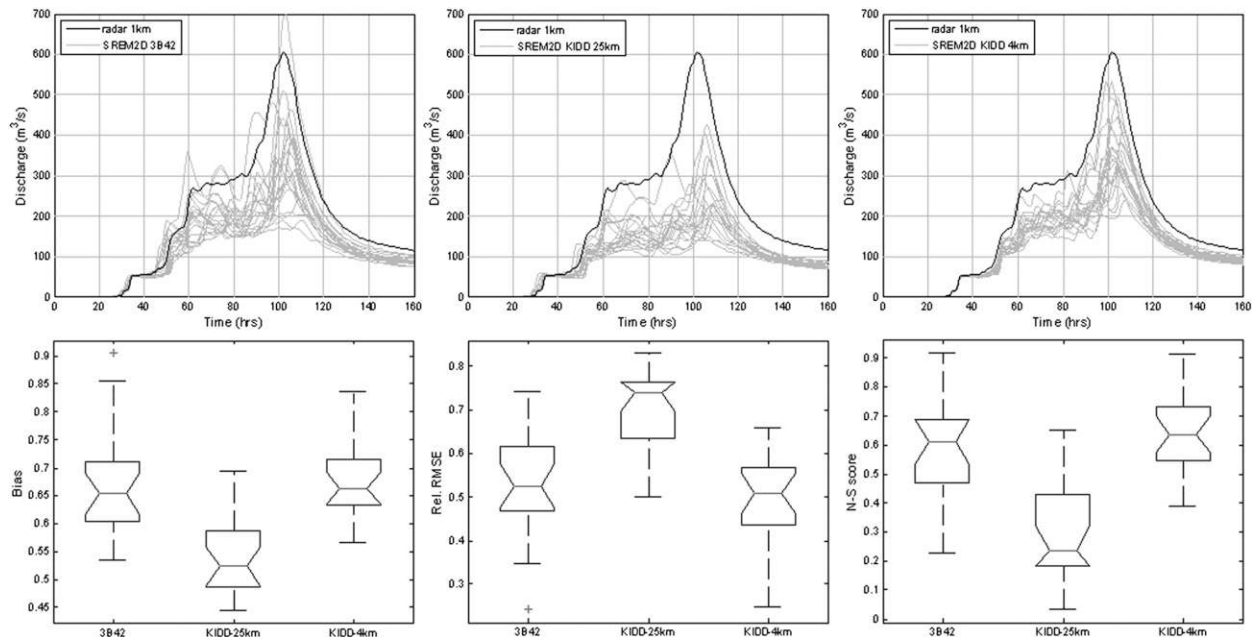 700
600
500
400
300
200
100
0
Discharge (m³/s)
radar 1km
SREM2D 3B42
0 20 40 60 80 100 120 140 160
Time (hrs)
700
600
500
400
300
200
100
0
Discharge (m³/s)
radar 1km
SREM2D KIDD 25km
0 20 40 60 80 100 120 140 160
Time (hrs)
700
600
500
400
300
200
100
0
Discharge (m³/s)
radar 1km
SREM2D KIDD 4km
0 20 40 60 80 100 120 140 160
Time (hrs)
0.9
0.85
0.8
0.75
0.7
0.65
0.6
0.55
0.5
0.45
Bias
3B42 KIDD-25km KIDD-4km
0.8
0.7
0.6
0.5
0.4
0.3
Rel. RMSE
3B42 KIDD-25km KIDD-4km
0.9
0.8
0.7
0.6
0.5
0.4
0.3
0.2
0.1
0
N-S score
3B42 KIDD-25km KIDD-4km